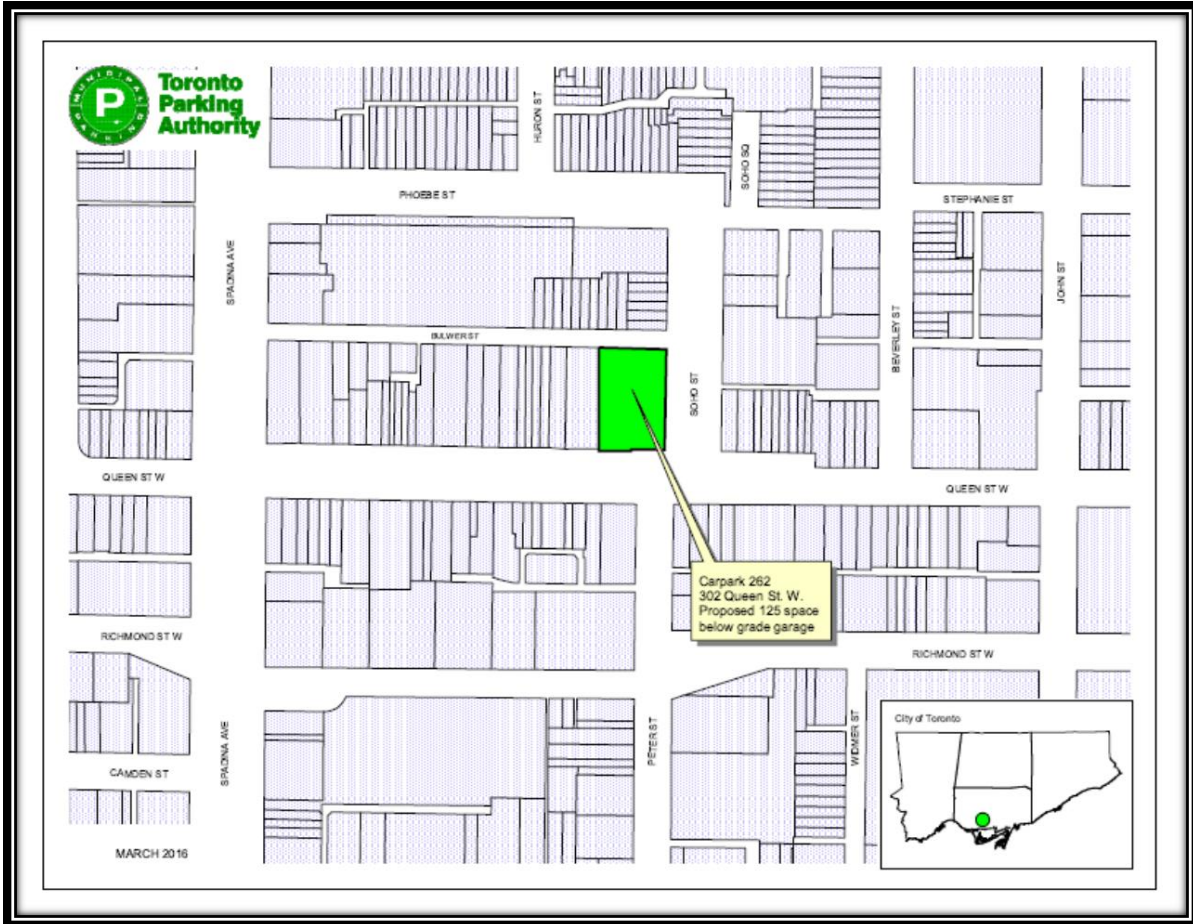 MUNICIPAL PARKING
P
Toronto
Parking
Authority
HURON ST
SOHO SQ
PHOEBE ST
STEPHANIE ST
SPADINA AVE
JOHN ST
BEVERLEY ST
BULWER ST
SOHO ST
QUEEN ST W
QUEEN ST W
Carpark 262
302 Queen St. W.
Proposed 125 space
below grade garage
RICHMOND ST W
RICHMOND ST W
SPADINA AVE
PETER ST
WIDMER ST
City of Toronto
CAMDEN ST
MARCH 2016